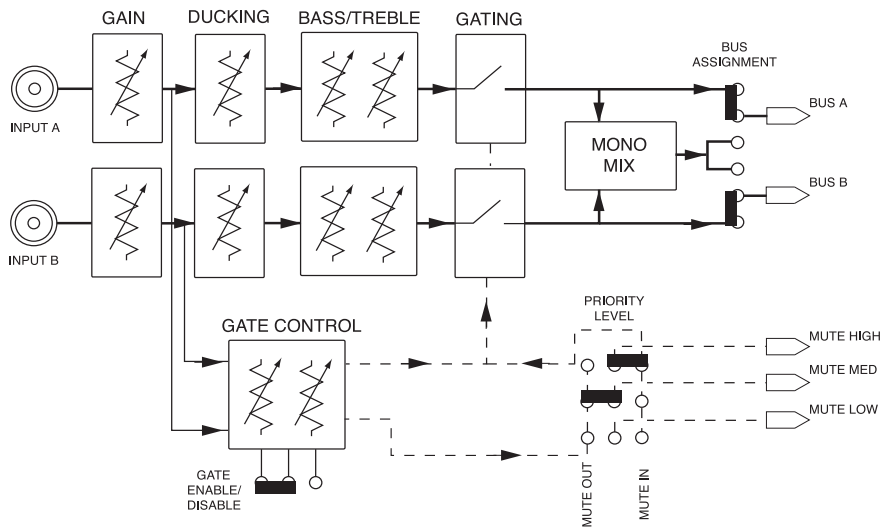 GAIN
DUCKING
BASS/TREBLE
GATING
BUS
ASSIGNMENT
INPUT A
BUS A
MONO
MIX
BUS B
INPUT B
GATE CONTROL
PRIORITY
LEVEL
MUTE HIGH
MUTE MED
MUTE LOW
GATE
ENABLE/
DISABLE
MUTE OUT
MUTE IN